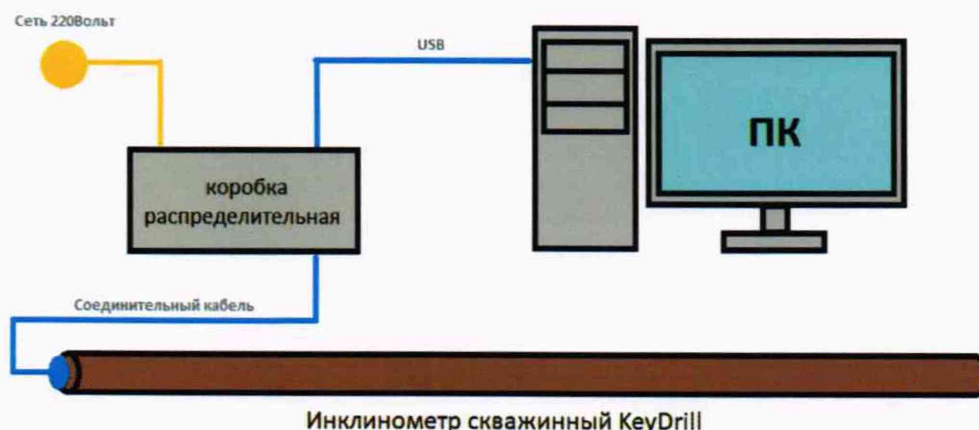 Сеть 220Вольт
USB
ПК
коробка
распределительная
Соединительный кабель
Инклинометр скважинный KeyDrill